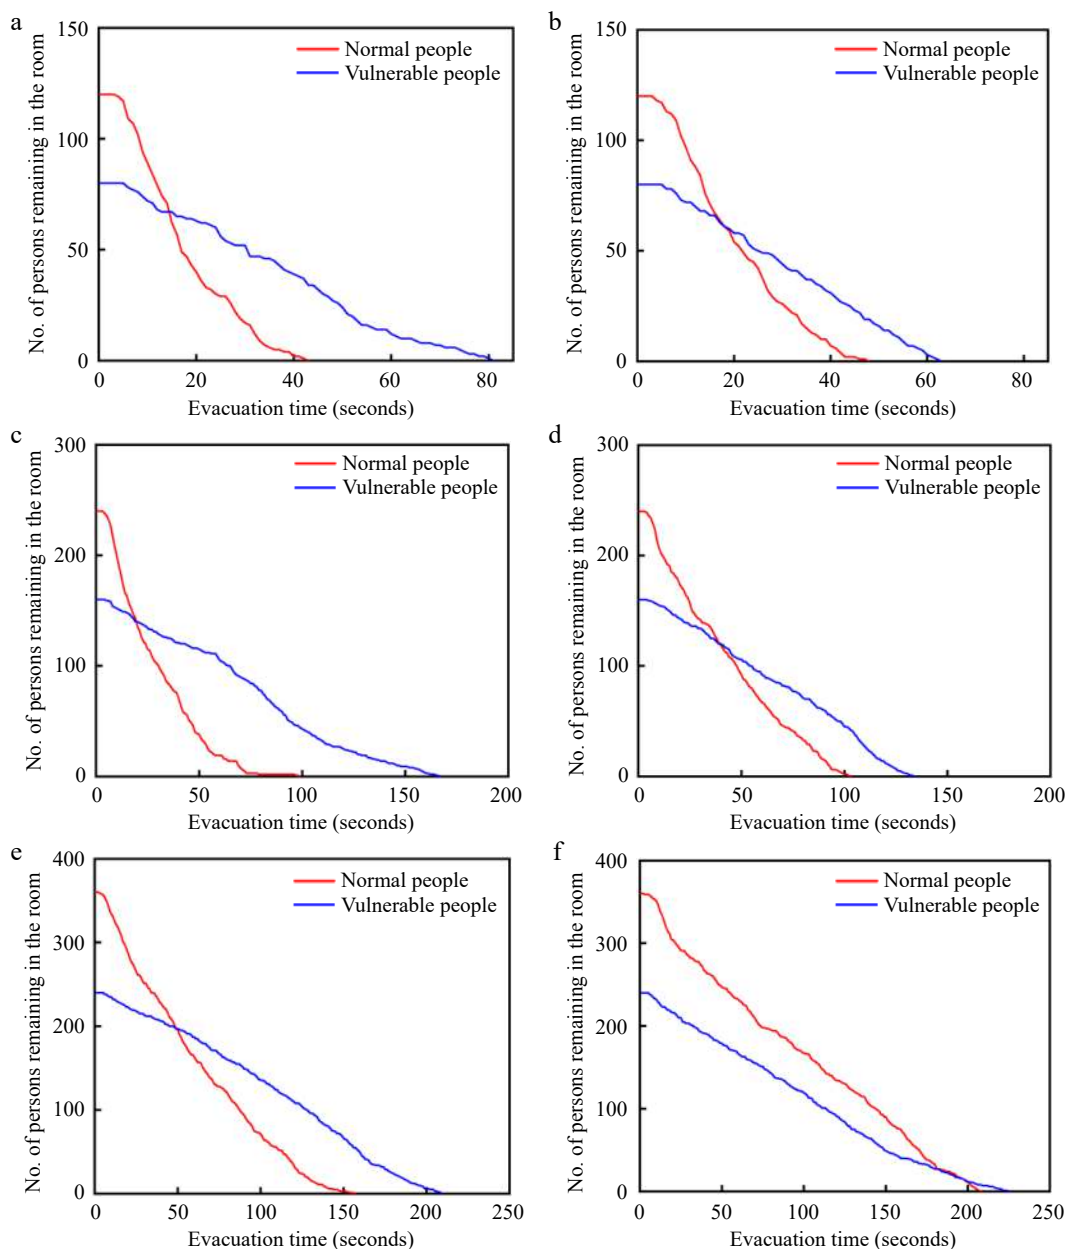 a
No. of persons remaining in the room
150
100
50
0
Normal people
Vulnerable people
0 20 40 60 80
Evacuation time (seconds)
b
No. of persons remaining in the room
150
100
50
0
Normal people
Vulnerable people
0 20 40 60 80
Evacuation time (seconds)
c
No. of persons remaining in the room
300
200
100
0
Normal people
Vulnerable people
0 50 100 150 200
Evacuation time (seconds)
d
No. of persons remaining in the room
300
200
100
0
Normal people
Vulnerable people
0 50 100 150 200
Evacuation time (seconds)
e
No. of persons remaining in the room
400
300
200
100
0
Normal people
Vulnerable people
0 50 100 150 200 250
Evacuation time (seconds)
f
No. of persons remaining in the room
400
300
200
100
0
Normal people
Vulnerable people
0 50 100 150 200 250
Evacuation time (seconds)